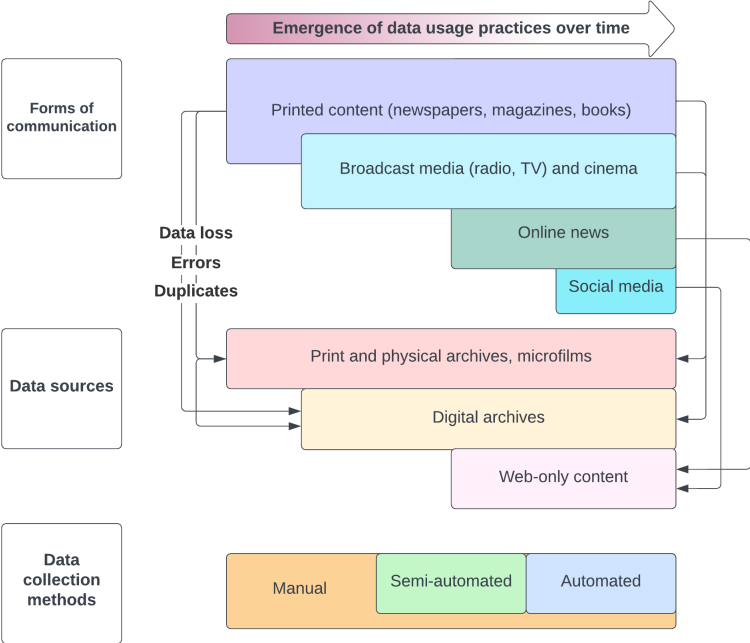 Emergence of data usage practices over time
Forms of
communication
Printed content (newspapers, magazines, books)
Broadcast media (radio, TV) and cinema
Online news
Social media
Data loss
Errors
Duplicates
Data sources
Print and physical archives, microfilms
Digital archives
Web-only content
Data
collection
methods
Manual
Semi-automated
Automated